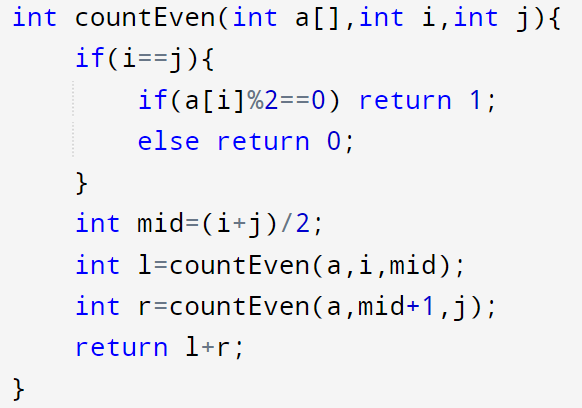 int countEven(int a[],int i,int j){
    if(i==j){
        if(a[i]%2==0) return 1;
        else return 0;
    }
    int mid=(i+j)/2;
    int l=countEven(a,i,mid);
    int r=countEven(a,mid+1,j);
    return l+r;
}